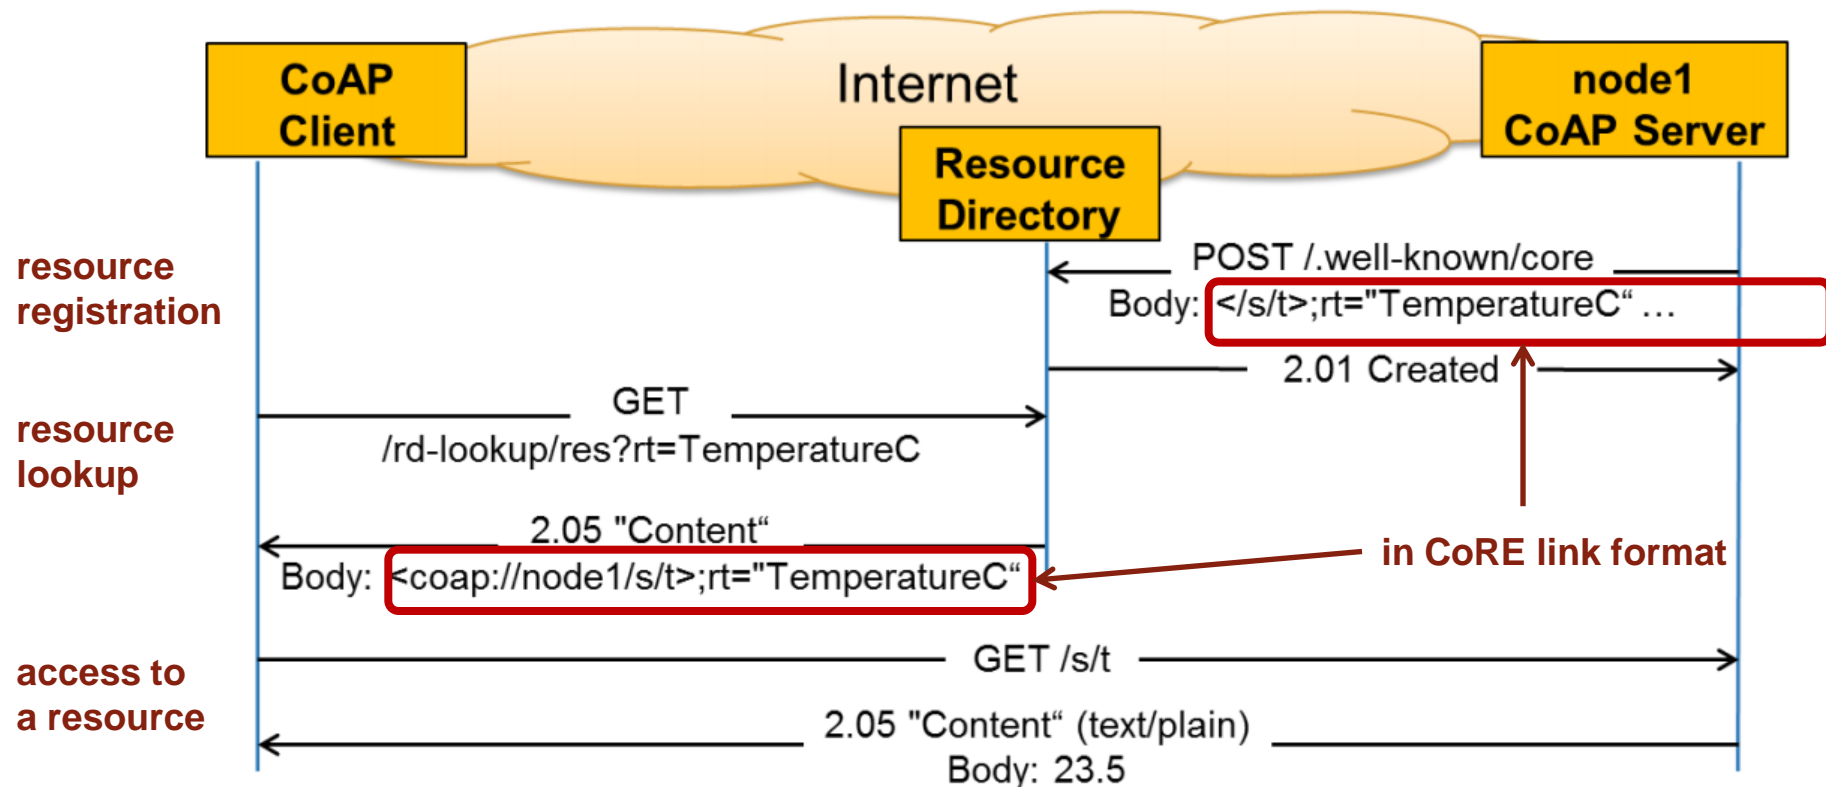 CoAP
Client
Internet
node1
CoAP Server
Resource
Directory
resource
registration
POST /.well-known/core
Body: </s/t>;rt="TemperatureC“ ...
2.01 Created
resource
lookup
GET
/rd-lookup/res?rt=TemperatureC
2.05 "Content“
Body: <coap://node1/s/t>;rt="TemperatureC“
in CoRE link format
access to
a resource
GET /s/t
2.05 "Content“ (text/plain)
Body: 23.5